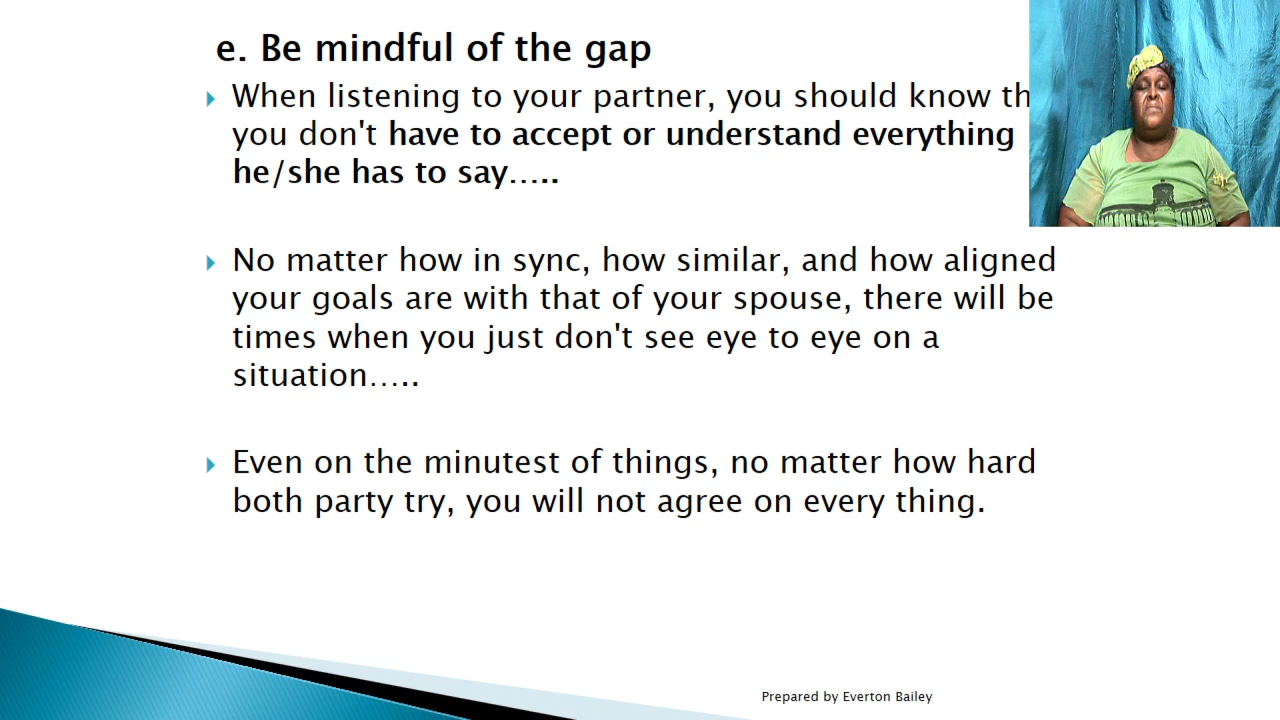 e. Be mindful of the gap
When listening to your partner, you should know
you don't have to accept or understand everything
he/she has to say…..
No matter how in sync, how similar, and how aligned
your goals are with that of your spouse, there will be
times when you just don't see eye to eye on a
situation…..
Even on the minutest of things, no matter how hard
both party try, you will not agree on every thing.
Prepared by Everton Bailey